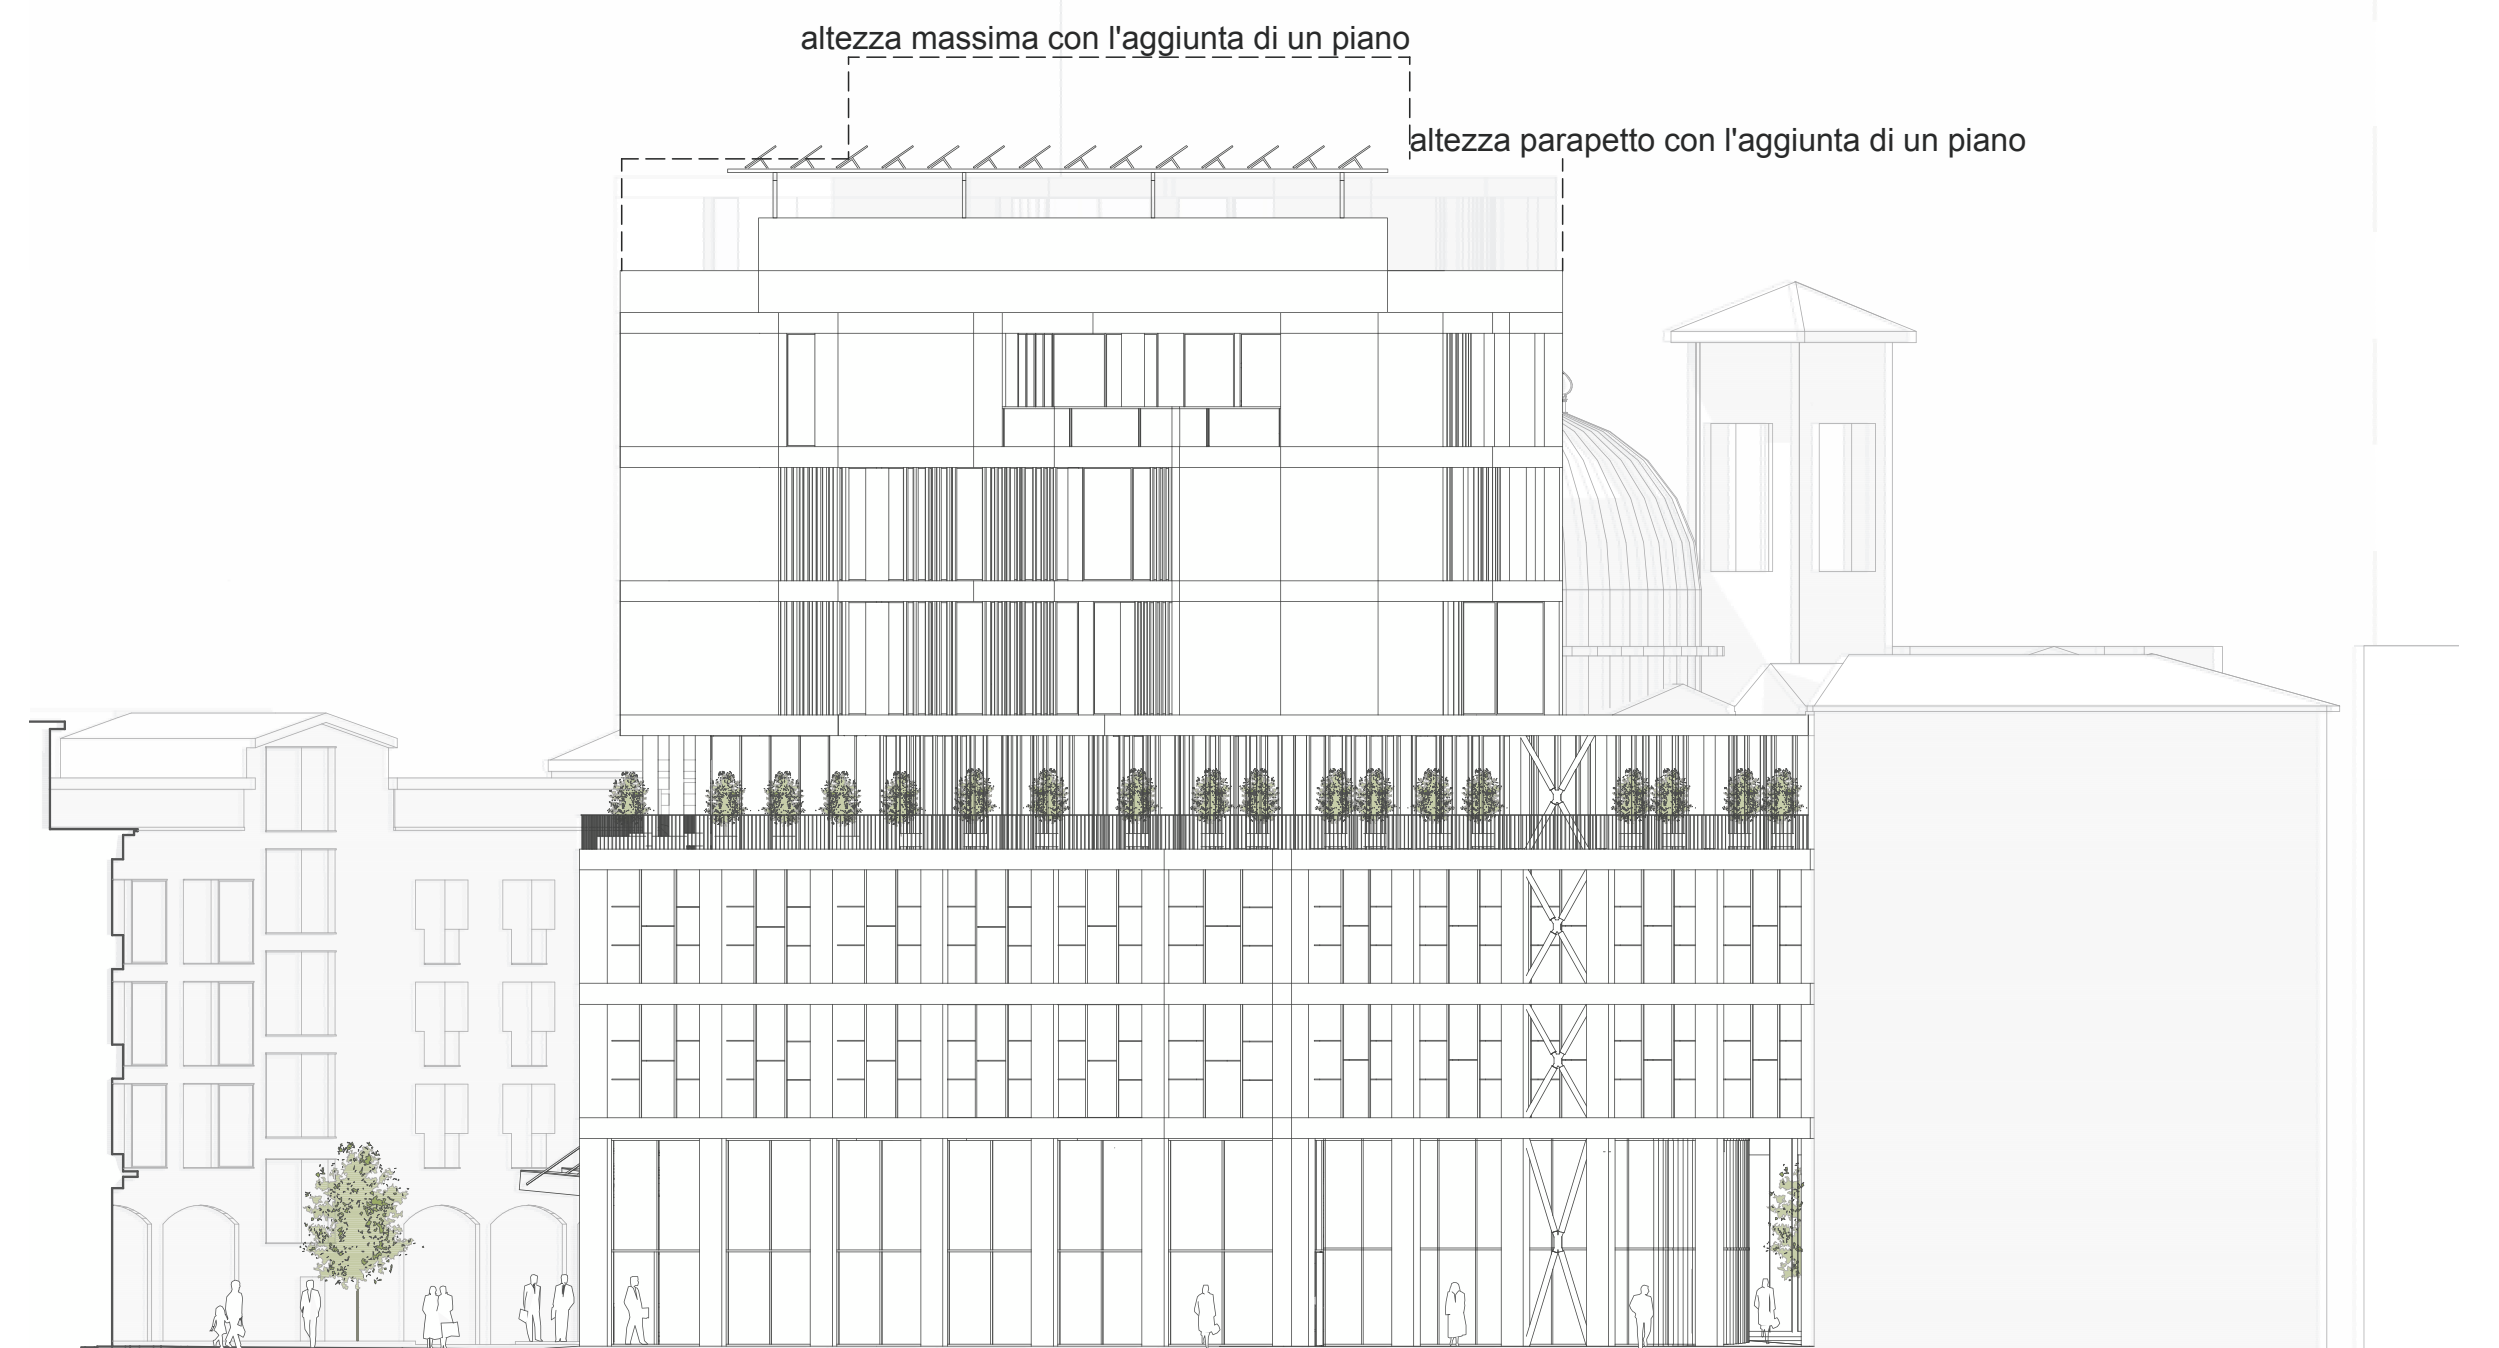 altezza massima con l'aggiunta di un piano
altezza parapetto con l'aggiunta di un piano